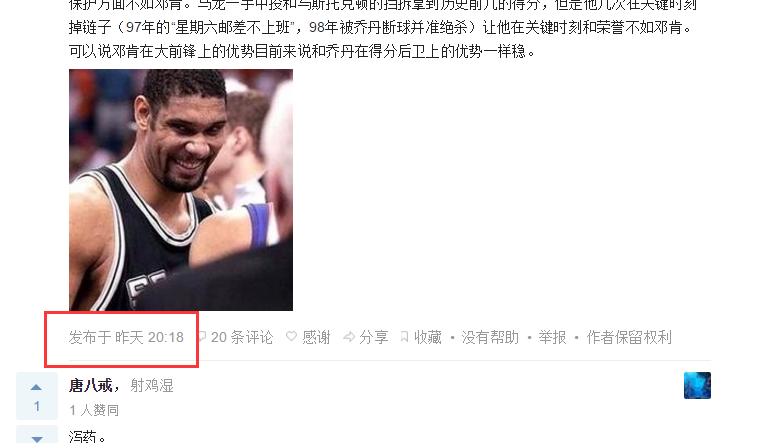 保护方面不如邓肯。马龙一手中投和与斯托克顿的挡拆拿到历史前几的得分，但是他几次在关键时刻
掉链子（97年的“星期六邮差不上班”，98年被乔丹断球并准绝杀）让他在关键时刻和荣誉不如邓肯。
可以说邓肯在大前锋上的优势目前来说和乔丹在得分后卫上的优势一样稳。
发布于 昨天 20:18 20 条评论 感谢 分享 收藏 • 没有帮助 • 举报 • 作者保留权利
唐八戒，射鸡湿
1
1 人赞同
泻药。